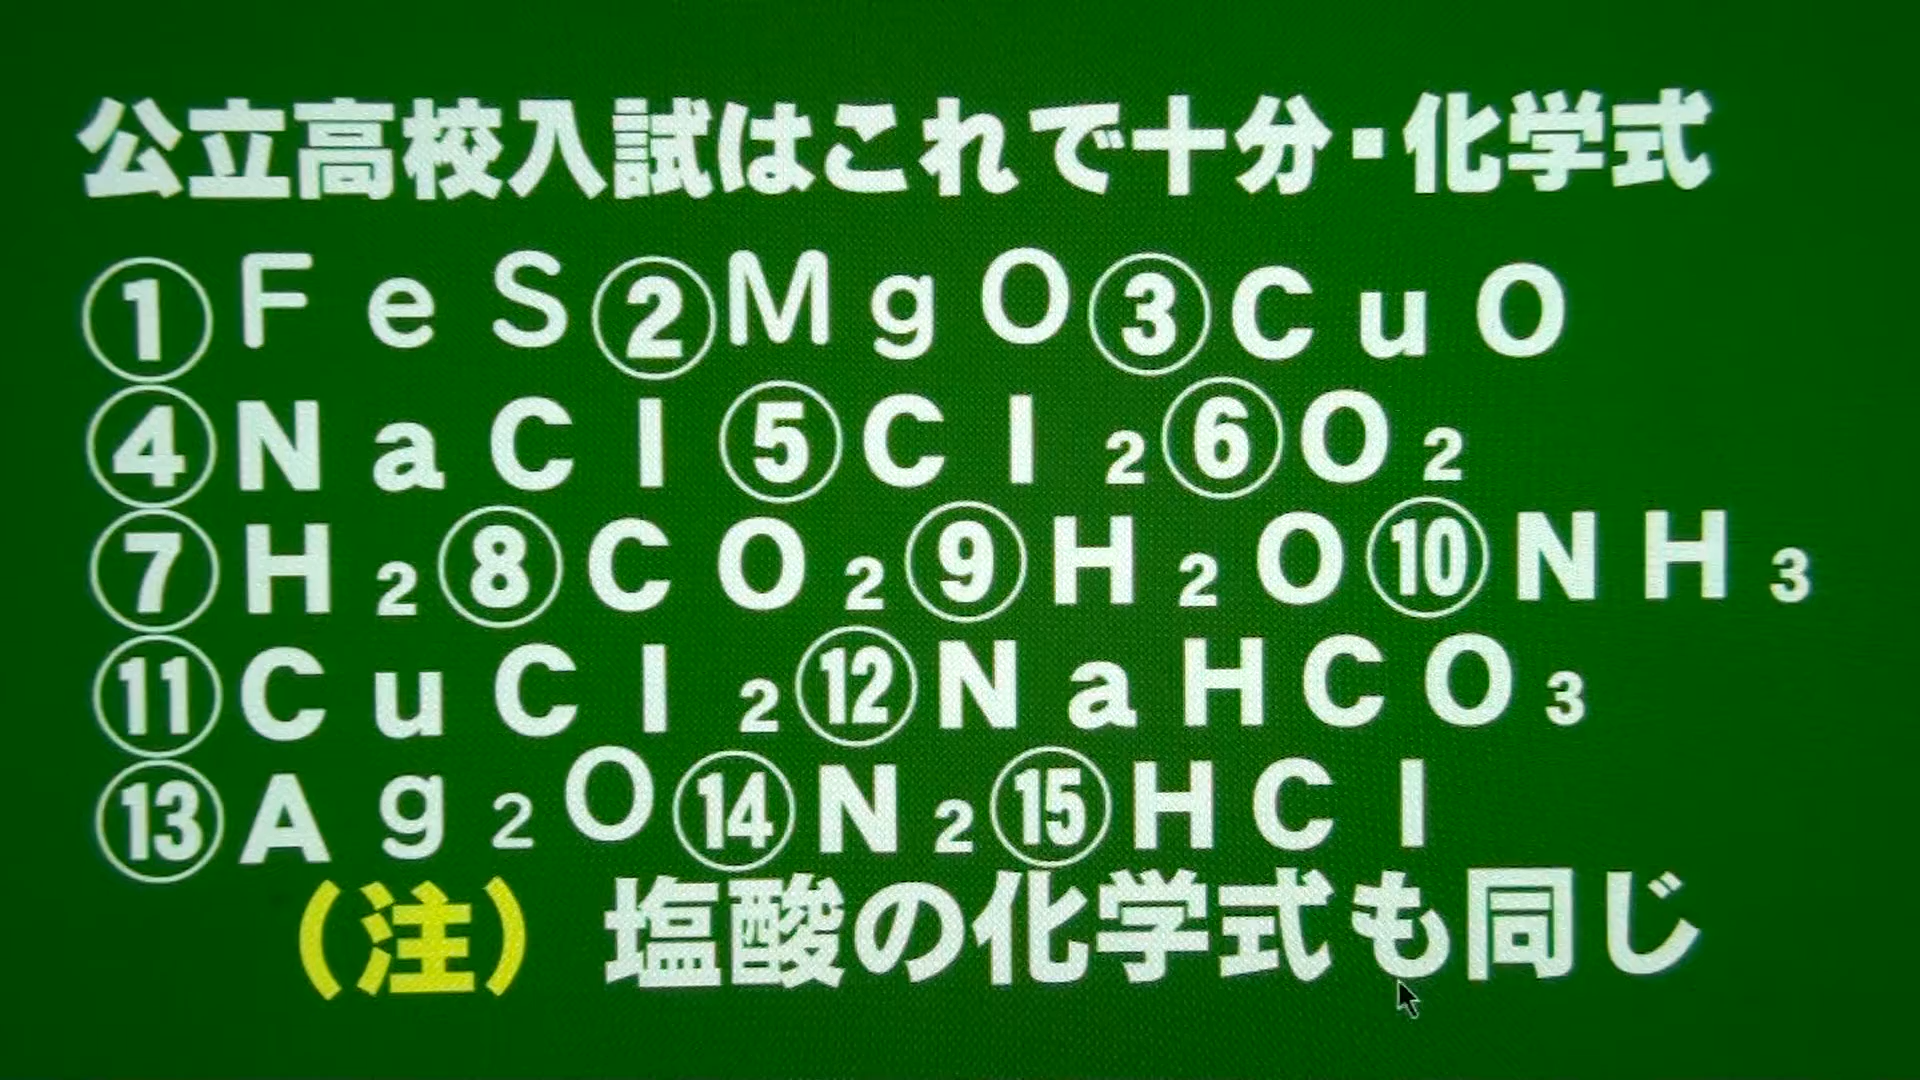 公立高校入試はこれで十分・化学式
①FeS②MgO③CuO
④NaCl⑤Cl₂⑥O₂
⑦H₂⑧CO₂⑨H₂O⑩NH₃
⑪CuCl₂⑫NaHCO₃
⑬Ag₂O⑭N₂⑮HCl
（注） 塩酸の化学式も同じ